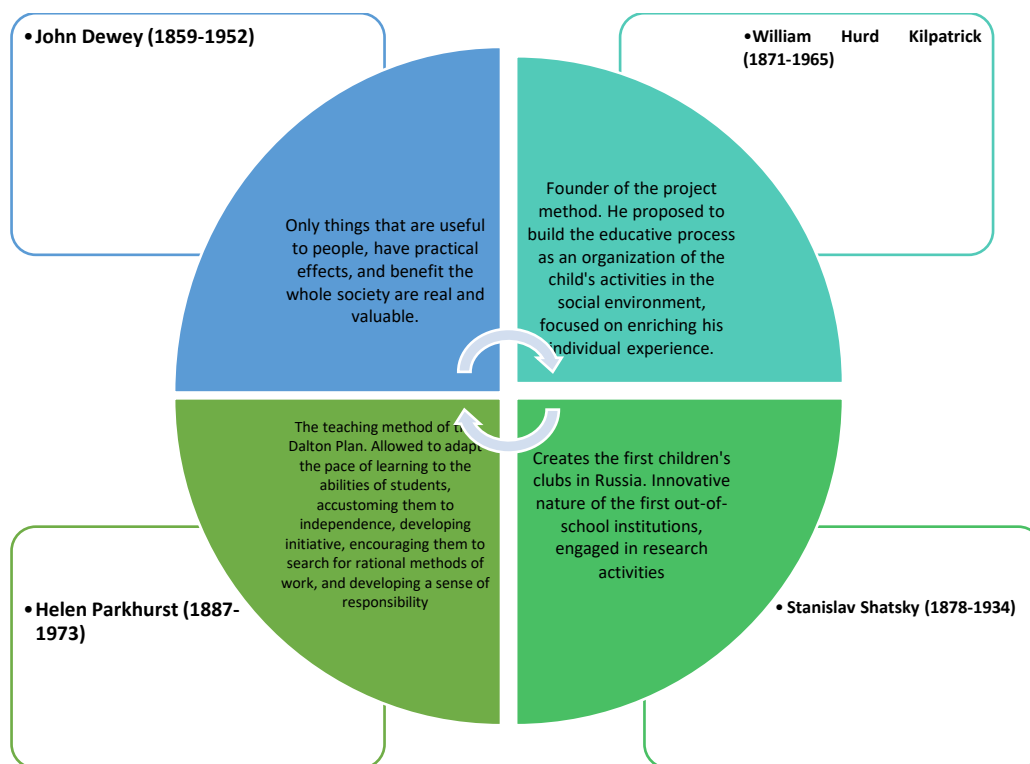 •John Dewey (1859-1952)
•William Hurd Kilpatrick
(1871-1965)
Only things that are useful
to people, have practical
effects, and benefit the
whole society are real and
valuable.
Founder of the project
method. He proposed to
build the educative process
as an organization of the
child's activities in the
social environment,
focused on enriching his
individual experience.
The teaching method of the
Dalton Plan. Allowed to adapt
the pace of learning to the
abilities of students,
accustoming them to
independence, developing
initiative, encouraging them to
search for rational methods of
work, and developing a sense of
responsibility
Creates the first children's
clubs in Russia. Innovative
nature of the first out-of-
school institutions,
engaged in research
activities
•Helen Parkhurst (1887-
1973)
• Stanislav Shatsky (1878-1934)